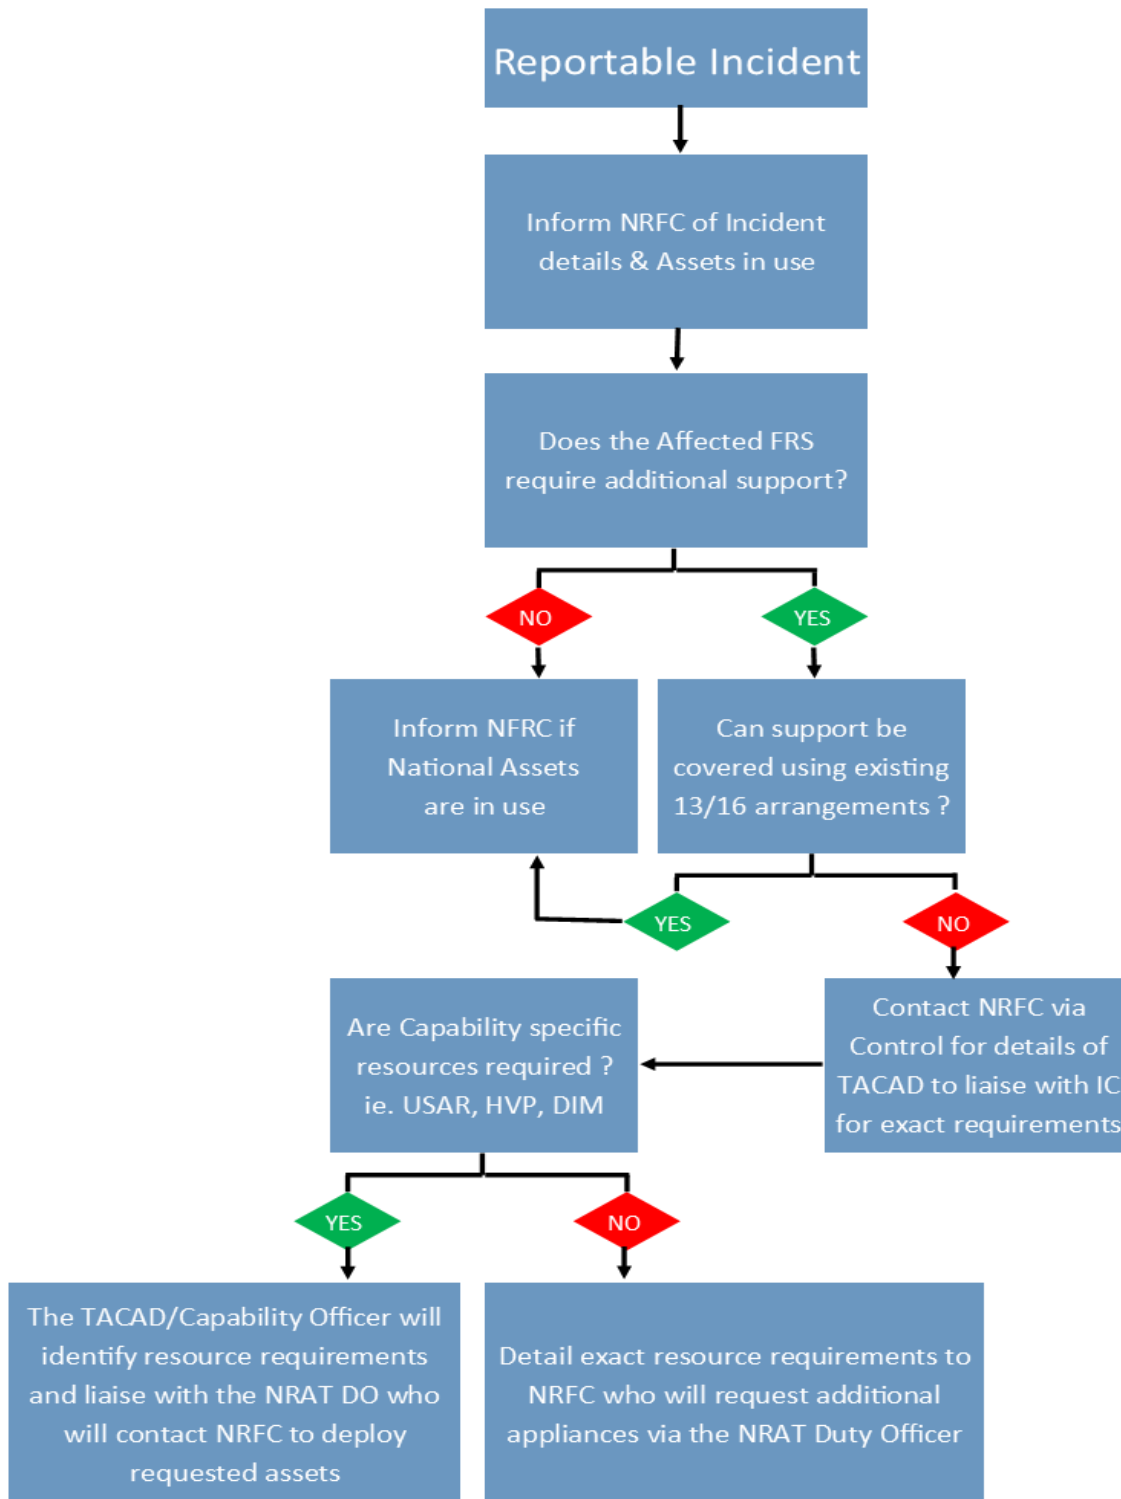 Reportable Incident
Inform NRFC of Incident
details & Assets in use
Does the Affected FRS
require additional support?
NO
YES
Inform NFRC if
National Assets
are in use
Can support be
covered using existing
13/16 arrangements ?
YES
NO
Are Capability specific
resources required ?
ie. USAR, HVP, DIM
Contact NRFC via
Control for details of
TACAD to liaise with IC
for exact requirements
YES
NO
The TACAD/Capability Officer will
identify resource requirements
and liaise with the NRAT DO who
will contact NRFC to deploy
requested assets
Detail exact resource requirements to
NRFC who will request additional
appliances via the NRAT Duty Officer